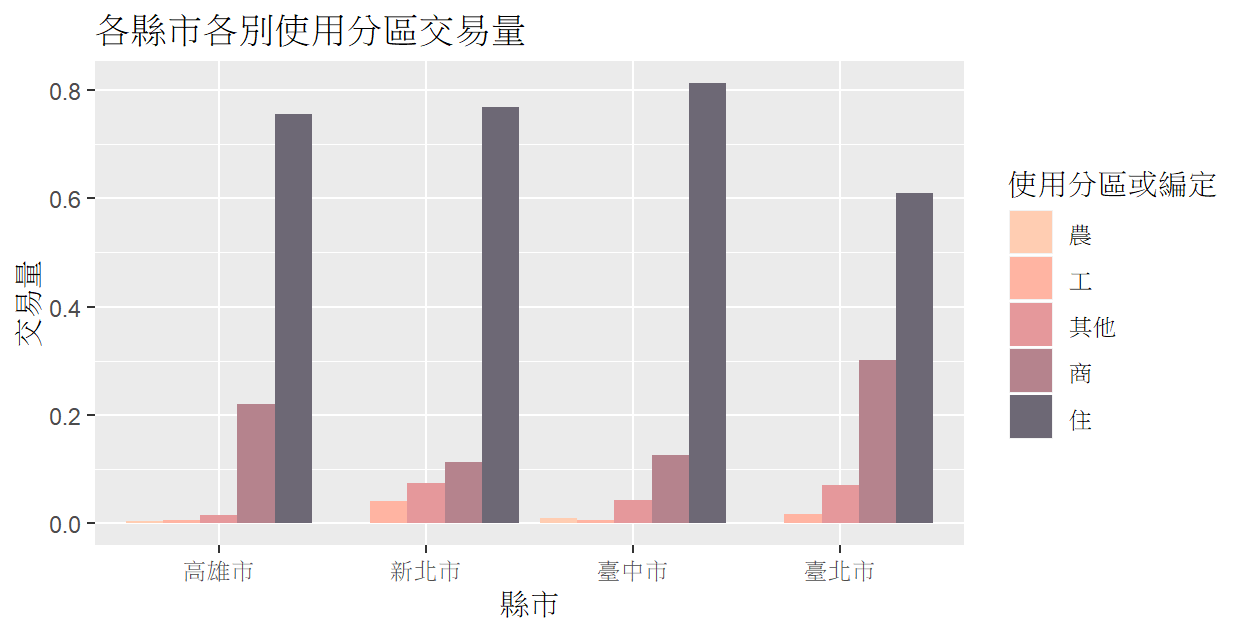 各縣市各別使用分區交易量
0.8
0.6
0.4
0.2
0.0
交易量
高雄市 新北市 臺中市 臺北市
縣市
使用分區或編定
農
工
其他
商
住